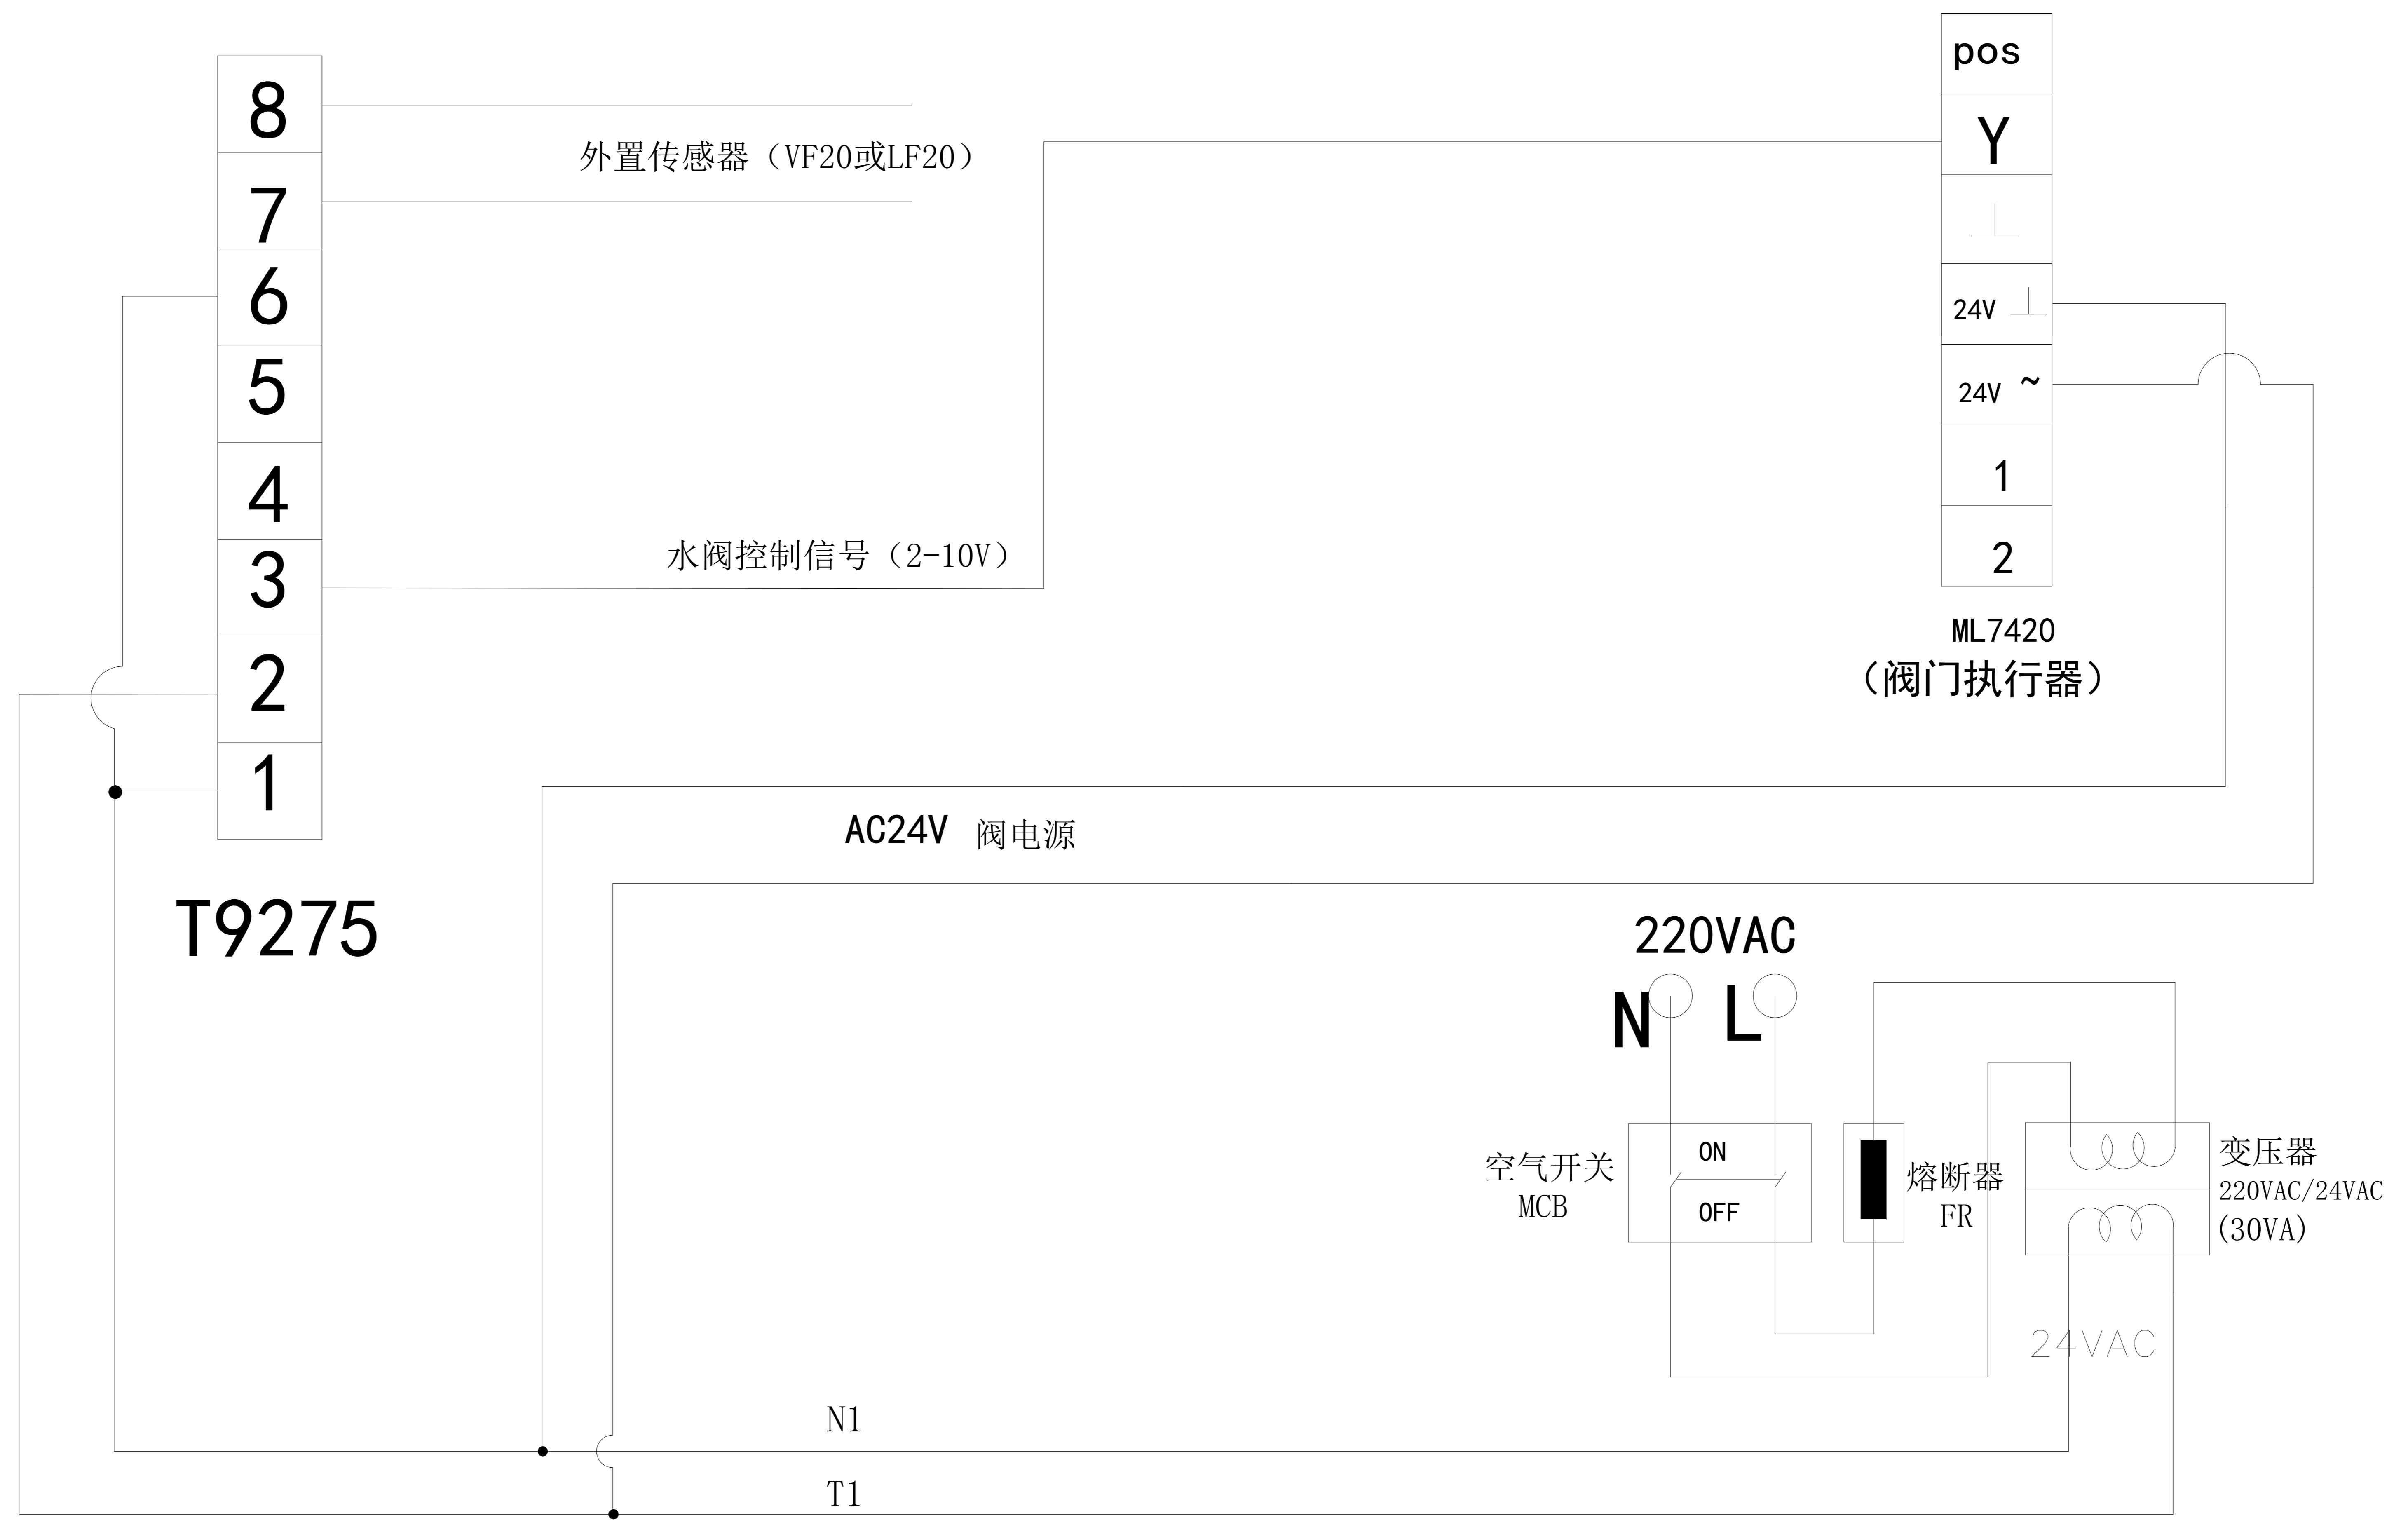 pos
8
Y
外置传感器（VF20或LF20）
7
⊥
6
24V ⊥
5
24V ~
4
1
水阀控制信号（2-10V）
3
2
ML7420
（阀门执行器）
2
1
AC24V 阀电源
T9275
220VAC
N L
空气开关
MCB
ON
OFF
熔断器
FR
变压器
220VAC/24VAC
(30VA)
24VAC
N1
T1